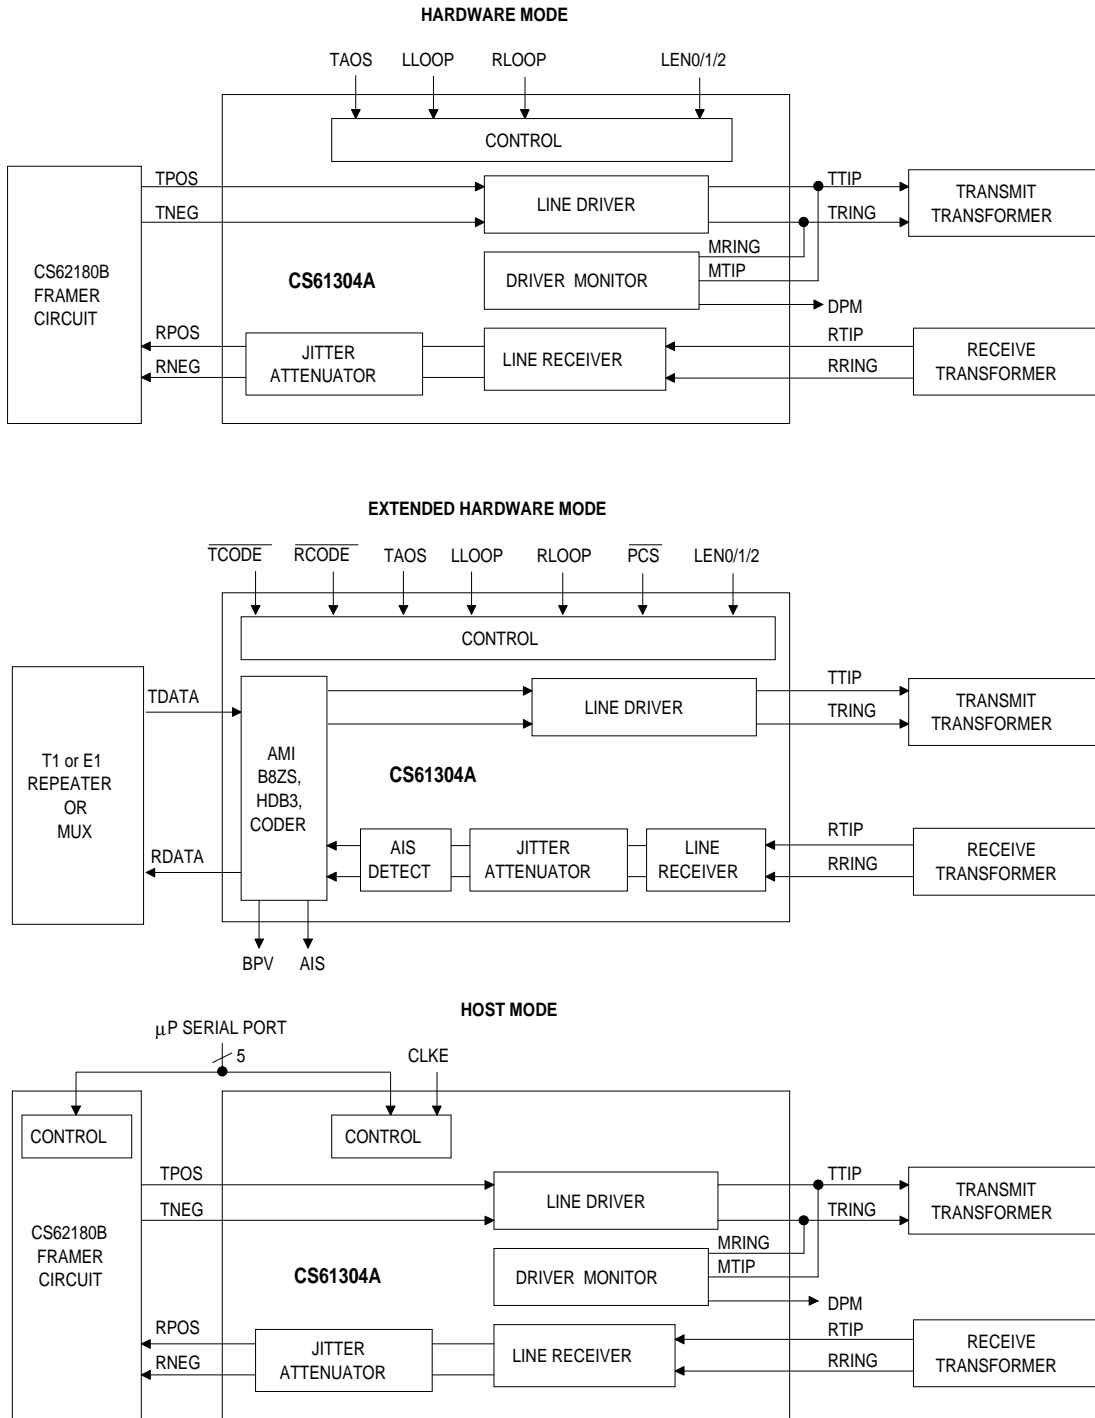 HARDWARE MODE
TAOS LLOOP RLOOP LEN0/1/2
CONTROL
TPOS
TNEG
LINE DRIVER
TTIP
TRING
TRANSMIT
TRANSFORMER
CS62180B
FRAMER
CIRCUIT
CS61304A
DRIVER MONITOR
MRING
MTIP
DPM
RPOS
RNEG
JITTER
ATTENUATOR
LINE RECEIVER
RTIP
RRING
RECEIVE
TRANSFORMER
EXTENDED HARDWARE MODE
TCODE RCODE TAOS LLOOP RLOOP PCS LEN0/1/2
CONTROL
TDATA
LINE DRIVER
TTIP
TRING
TRANSMIT
TRANSFORMER
T1 or E1
REPEATER
OR
MUX
AMI
B8ZS,
HDB3,
CODER
CS61304A
RDATA
AIS
DETECT
JITTER
ATTENUATOR
LINE
RECEIVER
RTIP
RRING
RECEIVE
TRANSFORMER
BPV AIS
HOST MODE
μP SERIAL PORT
5
CLKE
CONTROL
CONTROL
TPOS
TNEG
LINE DRIVER
TTIP
TRING
TRANSMIT
TRANSFORMER
CS62180B
FRAMER
CIRCUIT
CS61304A
DRIVER MONITOR
MRING
MTIP
DPM
RPOS
RNEG
JITTER
ATTENUATOR
LINE RECEIVER
RTIP
RRING
RECEIVE
TRANSFORMER